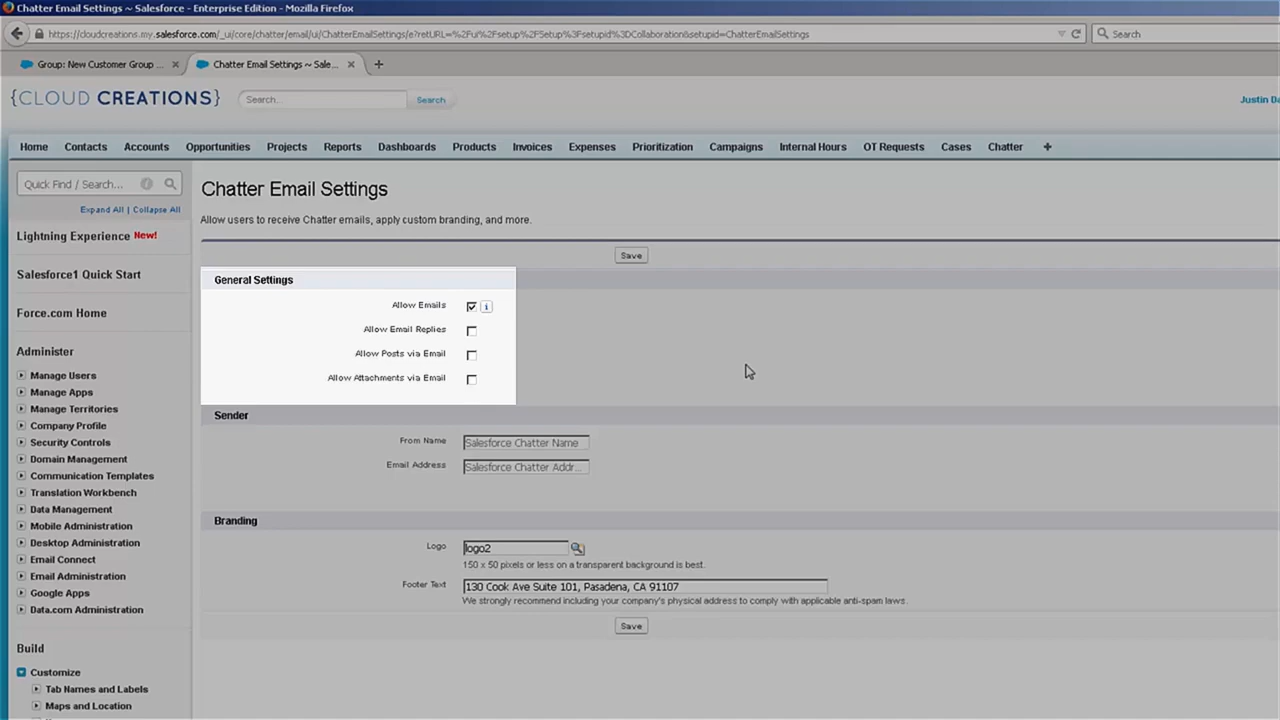 Chatter Email Settings ~ Salesforce - Enterprise Edition - Mozilla Firefox
https://cloudcreations.my.salesforce.com/_ui/core/chatter/email/ui/ChatterEmailSettings/e?retURL=%2Fui%2Fsetup%2FSetup%3Fsetupid%3DCollaboration&setupid=ChatterEmailSettings
Search
Group: New Customer Group ...
Chatter Email Settings ~ Sale...
{CLOUD CREATIONS}
Search...
Search
Justin
Home Contacts Accounts Opportunities Projects Reports Dashboards Products Invoices Expenses Prioritization Campaigns Internal Hours OT Requests Cases Chatter +
Quick Find / Search...
Expand All | Collapse All
Lightning Experience New!
Salesforce1 Quick Start
Force.com Home
Administer
Manage Users
Manage Apps
Manage Territories
Company Profile
Security Controls
Domain Management
Communication Templates
Translation Workbench
Data Management
Mobile Administration
Desktop Administration
Email Connect
Email Administration
Google Apps
Data.com Administration
Build
Customize
Tab Names and Labels
Maps and Location
Chatter Email Settings
Allow users to receive Chatter emails, apply custom branding, and more.
Save
General Settings
Allow Emails
Allow Email Replies
Allow Posts via Email
Allow Attachments via Email
Sender
From Name Salesforce Chatter Name
Email Address Salesforce Chatter Addr...
Branding
Logo logo2
150 x 50 pixels or less on a transparent background is best.
Footer Text 130 Cook Ave Suite 101, Pasadena, CA 91107
We strongly recommend including your company's physical address to comply with applicable anti-spam laws.
Save